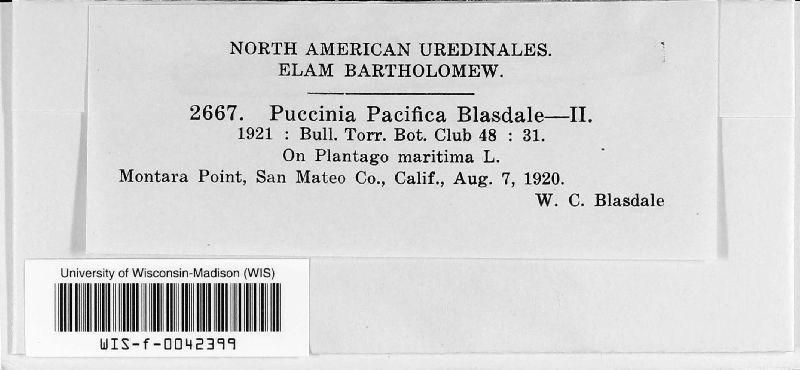 NORTH AMERICAN UREDINALES.
ELAM BARTHOLOMEW.
2667. Puccinia Pacifica Blasdale—II.
1921 : Bull. Torr. Bot. Club 48 : 31.
On Plantago maritima L.
Montara Point, San Mateo Co., Calif., Aug. 7, 1920.
W. C. Blasdale
University of Wisconsin-Madison (WIS)
WIS-f-0042399